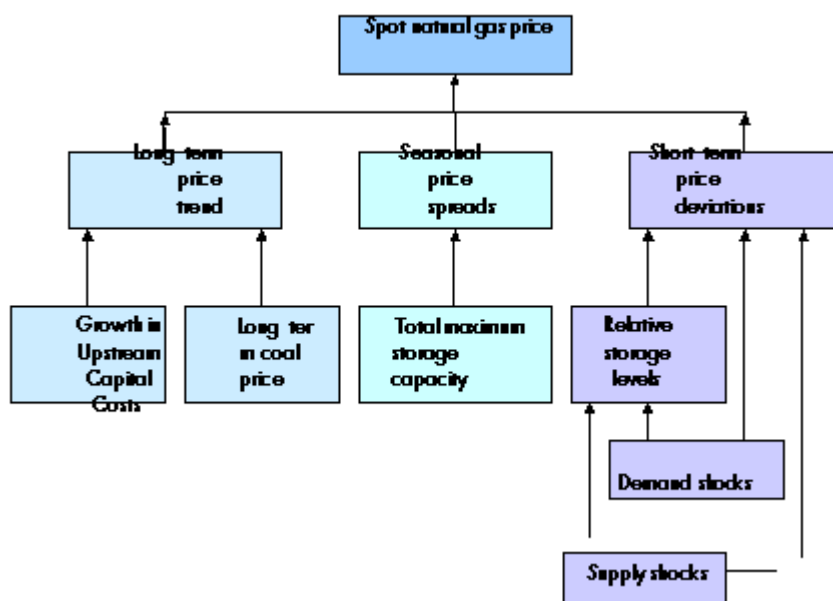 Spot natural gas price
Long term
price
trend
Seasonal
price
spreads
Short term
price
deviations
Growth in
Upstream
Capital
Costs
Long ter
in coal
price
Total maximum
storage
capacity
Relative
storage
levels
Demand shocks
Supply shocks